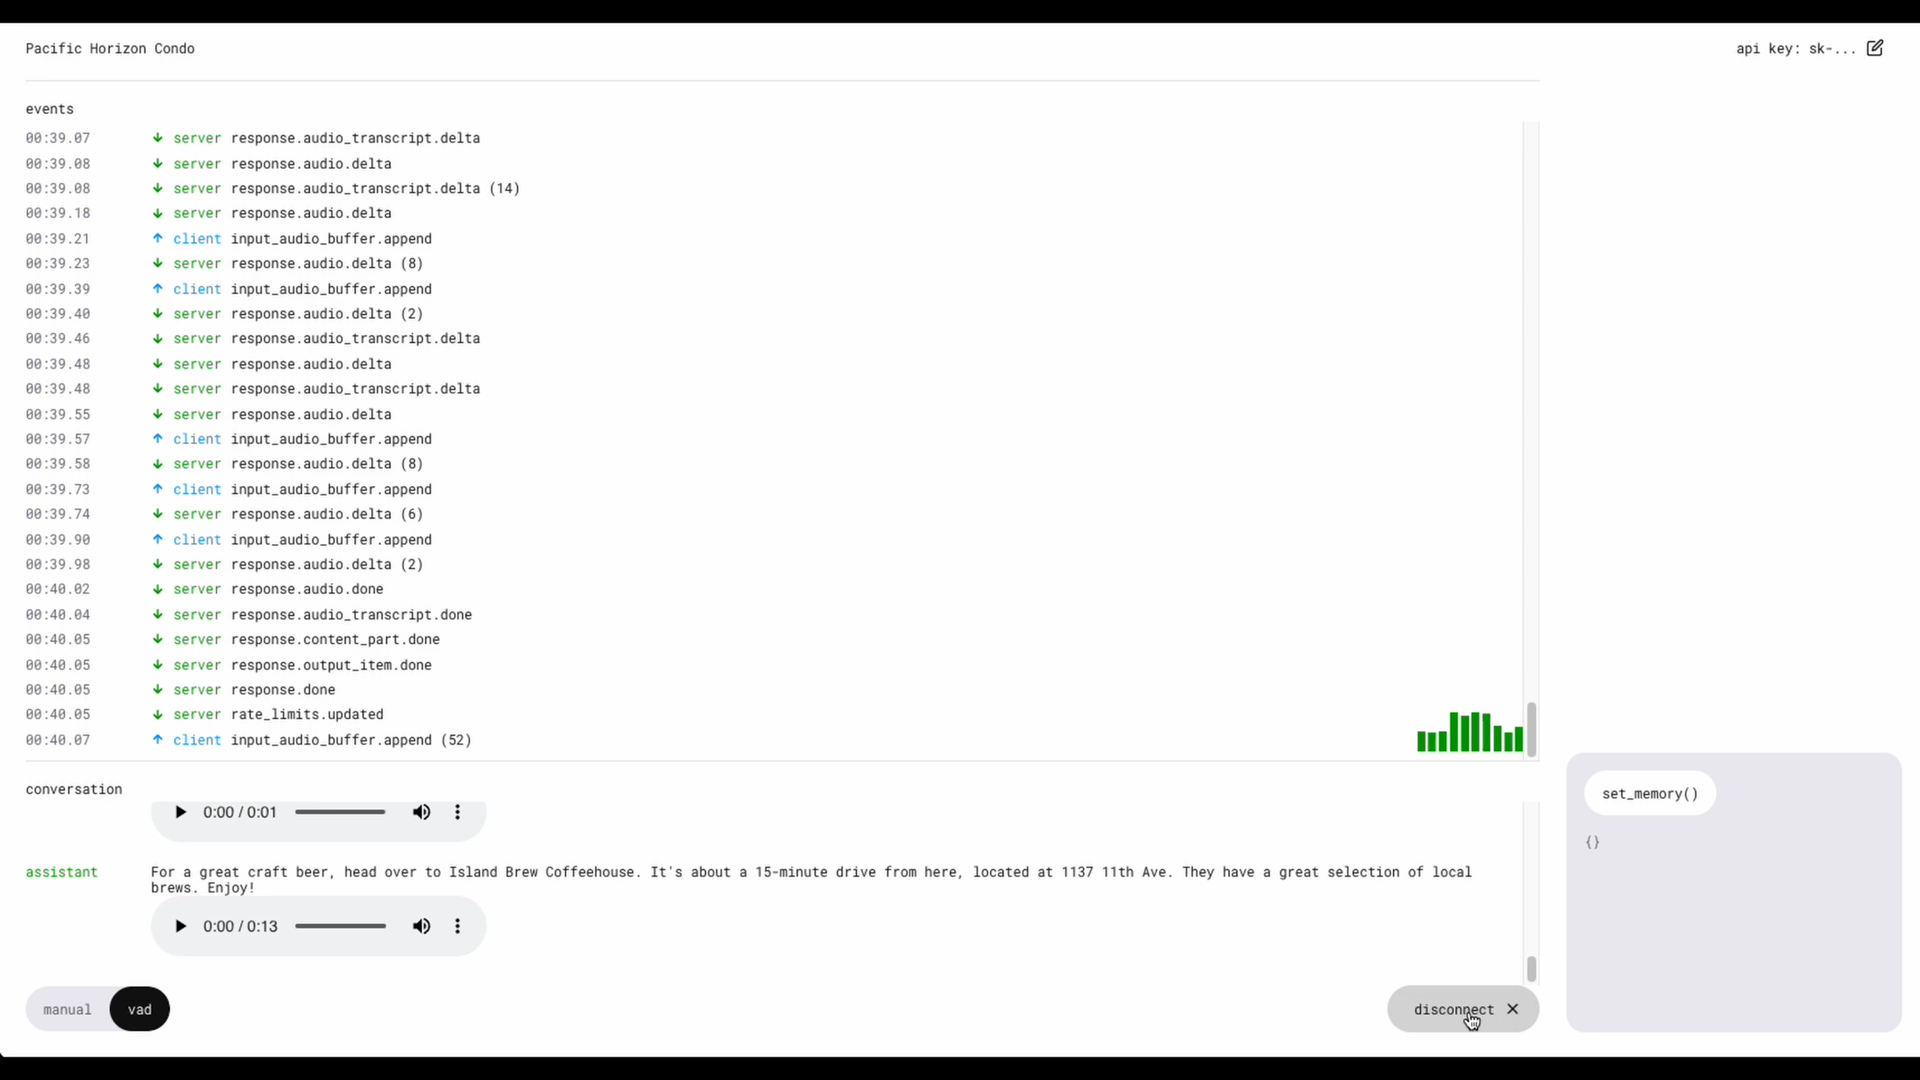 Pacific Horizon Condo
api key: sk-...
events
00:39.07 ↓ server response.audio_transcript.delta
00:39.08 ↓ server response.audio.delta
00:39.08 ↓ server response.audio_transcript.delta (14)
00:39.18 ↓ server response.audio.delta
00:39.21 ↑ client input_audio_buffer.append
00:39.23 ↓ server response.audio.delta (8)
00:39.39 ↑ client input_audio_buffer.append
00:39.40 ↓ server response.audio.delta (2)
00:39.46 ↓ server response.audio_transcript.delta
00:39.48 ↓ server response.audio.delta
00:39.48 ↓ server response.audio_transcript.delta
00:39.55 ↓ server response.audio.delta
00:39.57 ↑ client input_audio_buffer.append
00:39.58 ↓ server response.audio.delta (8)
00:39.73 ↑ client input_audio_buffer.append
00:39.74 ↓ server response.audio.delta (6)
00:39.90 ↑ client input_audio_buffer.append
00:39.98 ↓ server response.audio.delta (2)
00:40.02 ↓ server response.audio.done
00:40.04 ↓ server response.audio_transcript.done
00:40.05 ↓ server response.content_part.done
00:40.05 ↓ server response.output_item.done
00:40.05 ↓ server response.done
00:40.05 ↓ server rate_limits.updated
00:40.07 ↑ client input_audio_buffer.append (52)
conversation
0:00 / 0:01
assistant For a great craft beer, head over to Island Brew Coffeehouse. It's about a 15-minute drive from here, located at 1137 11th Ave. They have a great selection of local
brews. Enjoy!
0:00 / 0:13
manual vad
disconnect
set_memory()
{}